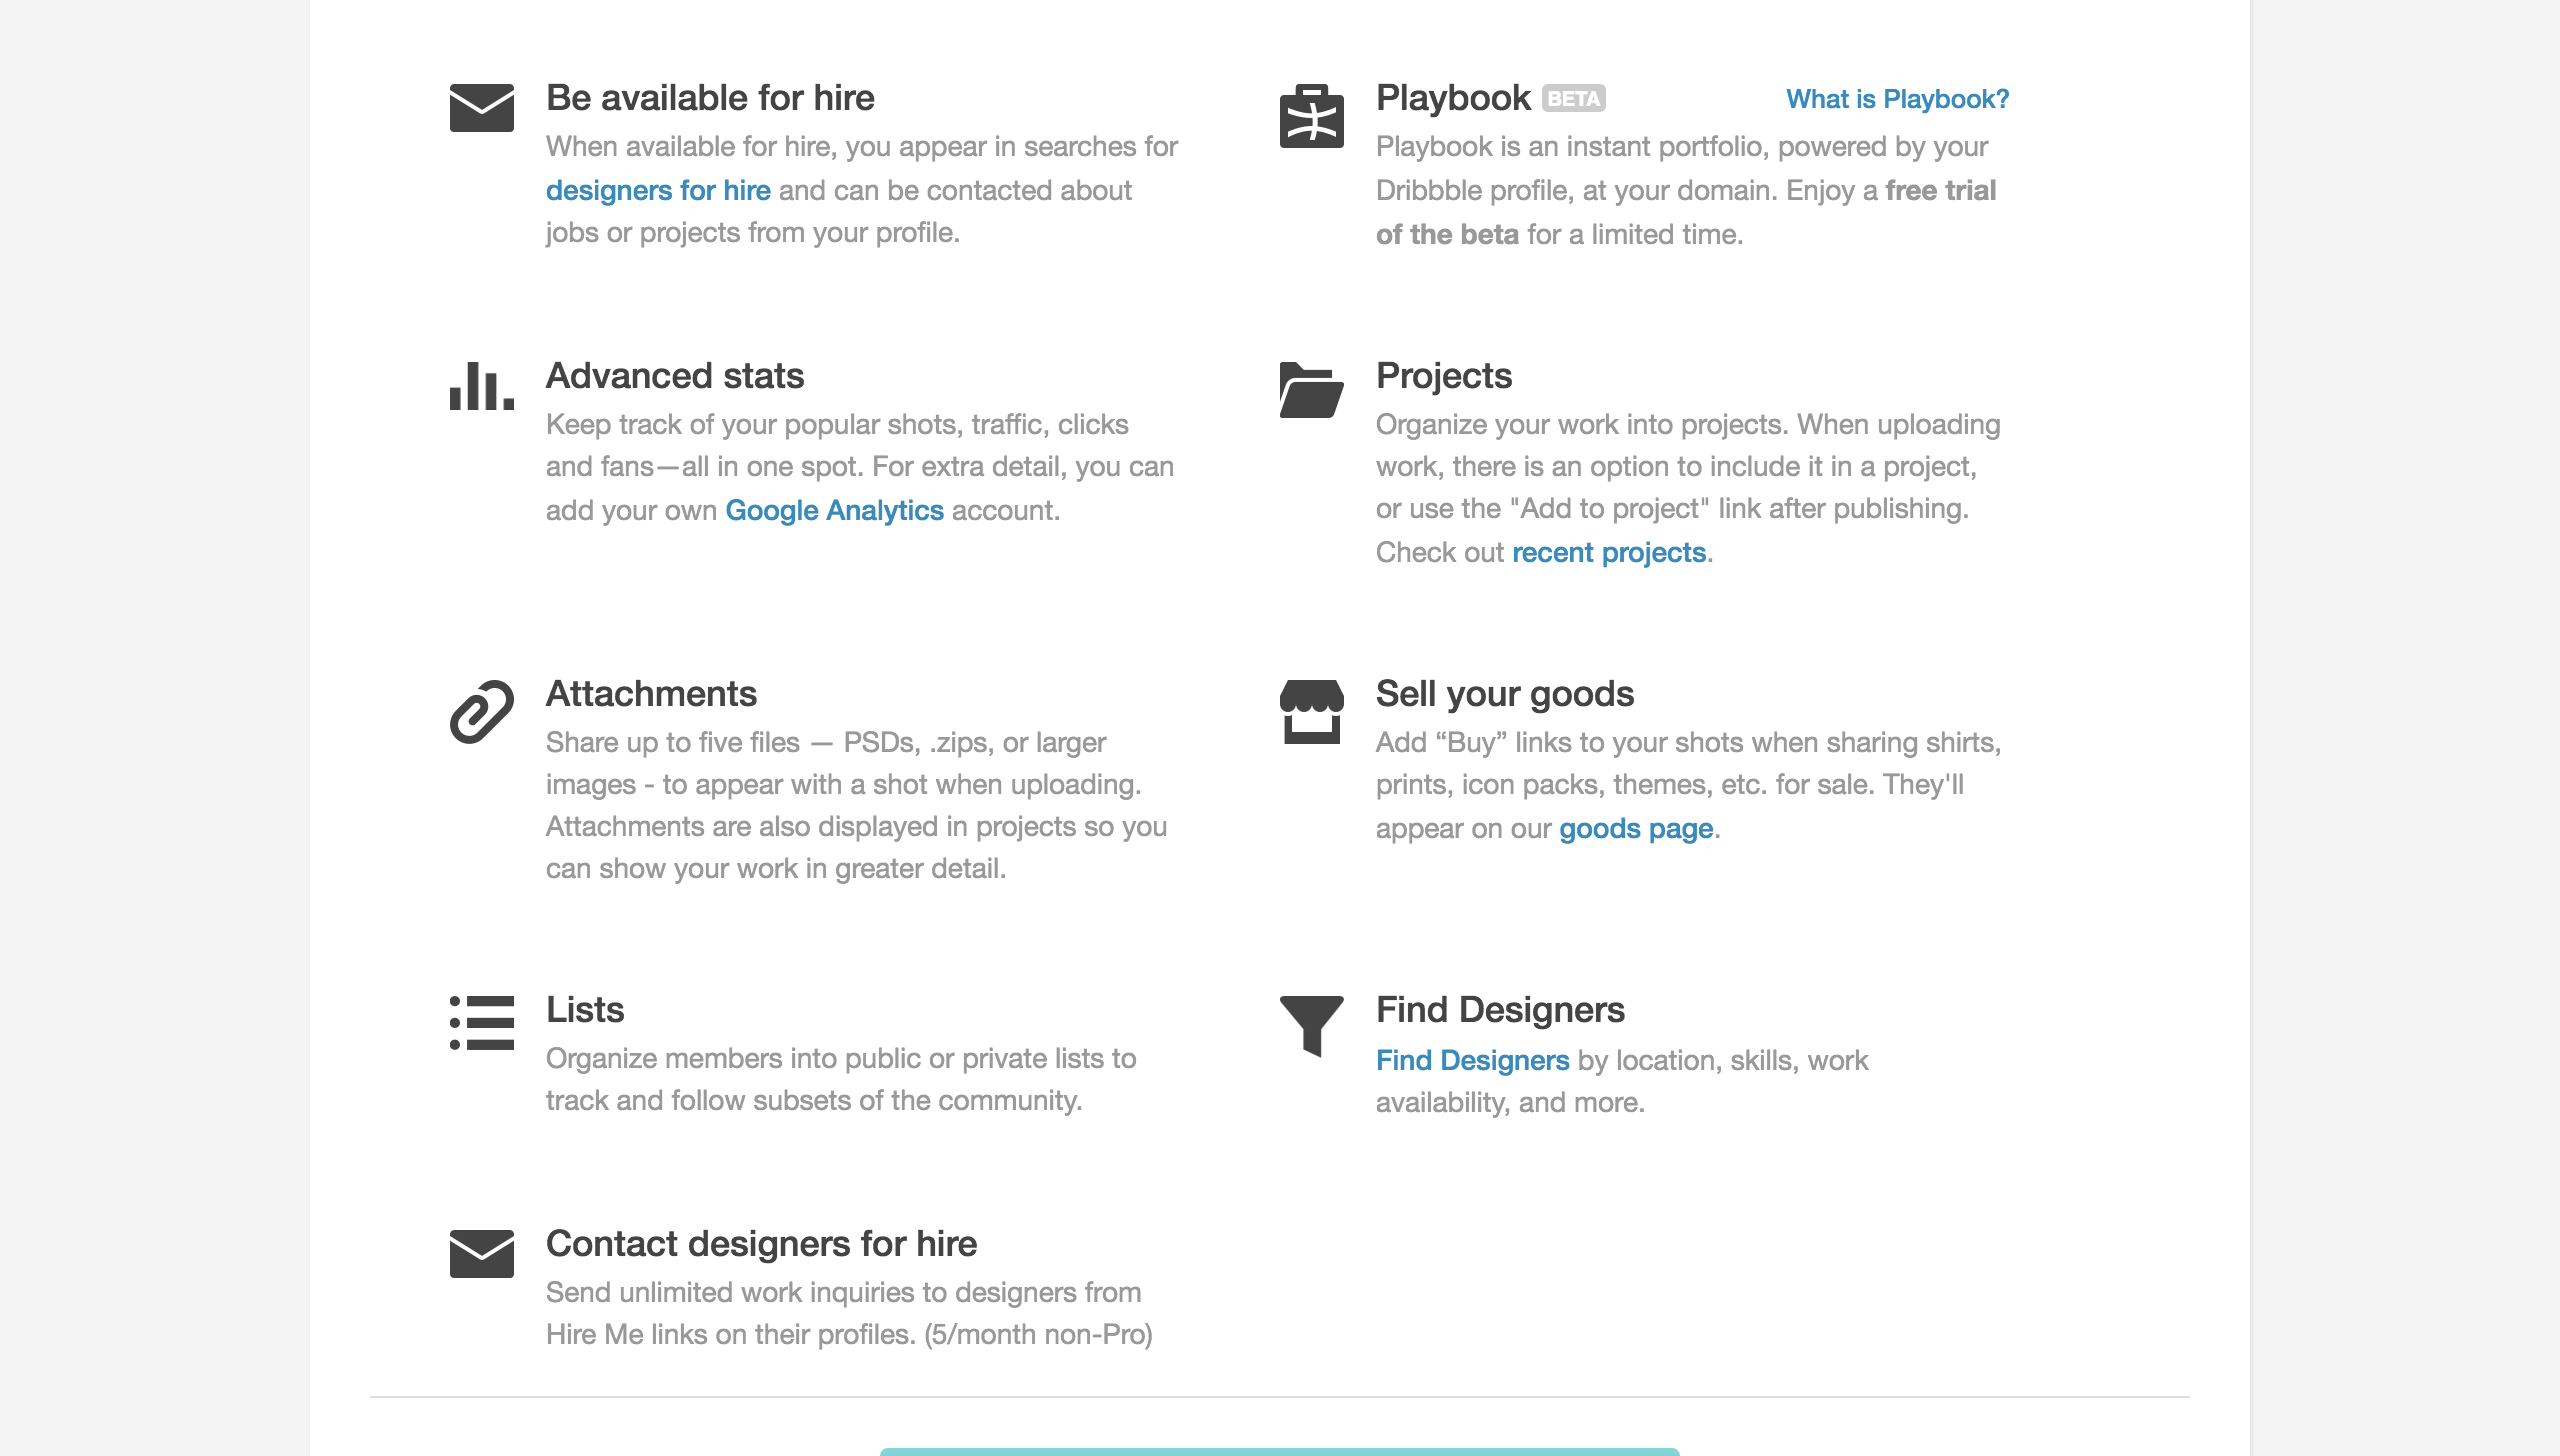 Be available for hire
When available for hire, you appear in searches for
designers for hire and can be contacted about
jobs or projects from your profile.
Playbook BETA What is Playbook?
Playbook is an instant portfolio, powered by your
Dribbble profile, at your domain. Enjoy a free trial
of the beta for a limited time.
Advanced stats
Keep track of your popular shots, traffic, clicks
and fans—all in one spot. For extra detail, you can
add your own Google Analytics account.
Projects
Organize your work into projects. When uploading
work, there is an option to include it in a project,
or use the "Add to project" link after publishing.
Check out recent projects.
Attachments
Share up to five files — PSDs, .zips, or larger
images - to appear with a shot when uploading.
Attachments are also displayed in projects so you
can show your work in greater detail.
Sell your goods
Add “Buy” links to your shots when sharing shirts,
prints, icon packs, themes, etc. for sale. They'll
appear on our goods page.
Lists
Organize members into public or private lists to
track and follow subsets of the community.
Find Designers
Find Designers by location, skills, work
availability, and more.
Contact designers for hire
Send unlimited work inquiries to designers from
Hire Me links on their profiles. (5/month non-Pro)